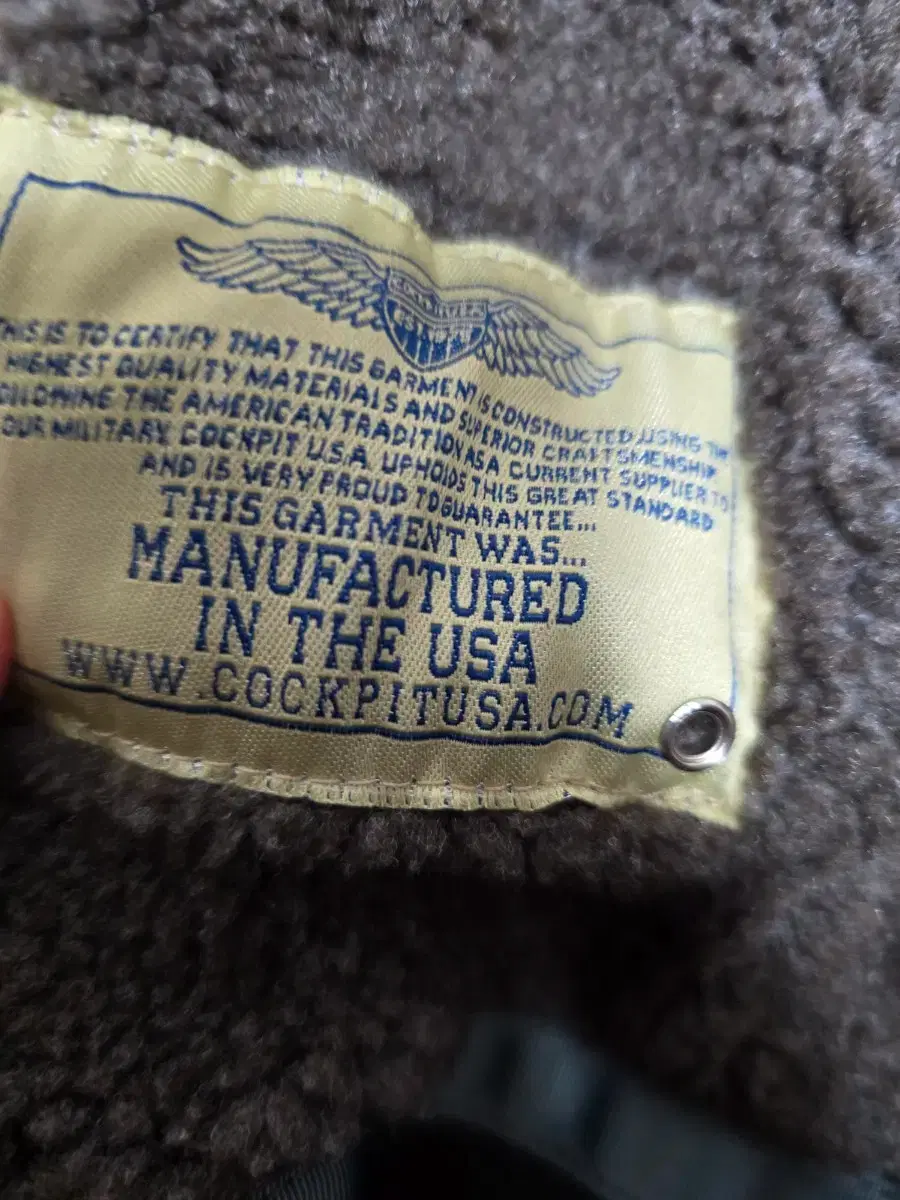 THIS IS TO CERTIFY THAT THIS GARMENT IS CONSTRUCTED USING THE
HIGHEST QUALITY MATERIALS AND SUPERIOR CRAFTSMENSHIP
FOLLOWING THE AMERICAN TRADITION AS A CURRENT SUPPLIER TO
OUR MILITARY. COCKPIT U.S.A. UPHOLDS THIS GREAT STANDARD
AND IS VERY PROUD TO GUARANTEE...
THIS GARMENT WAS...
MANUFACTURED
IN THE USA
WWW.COCKPITUSA.COM